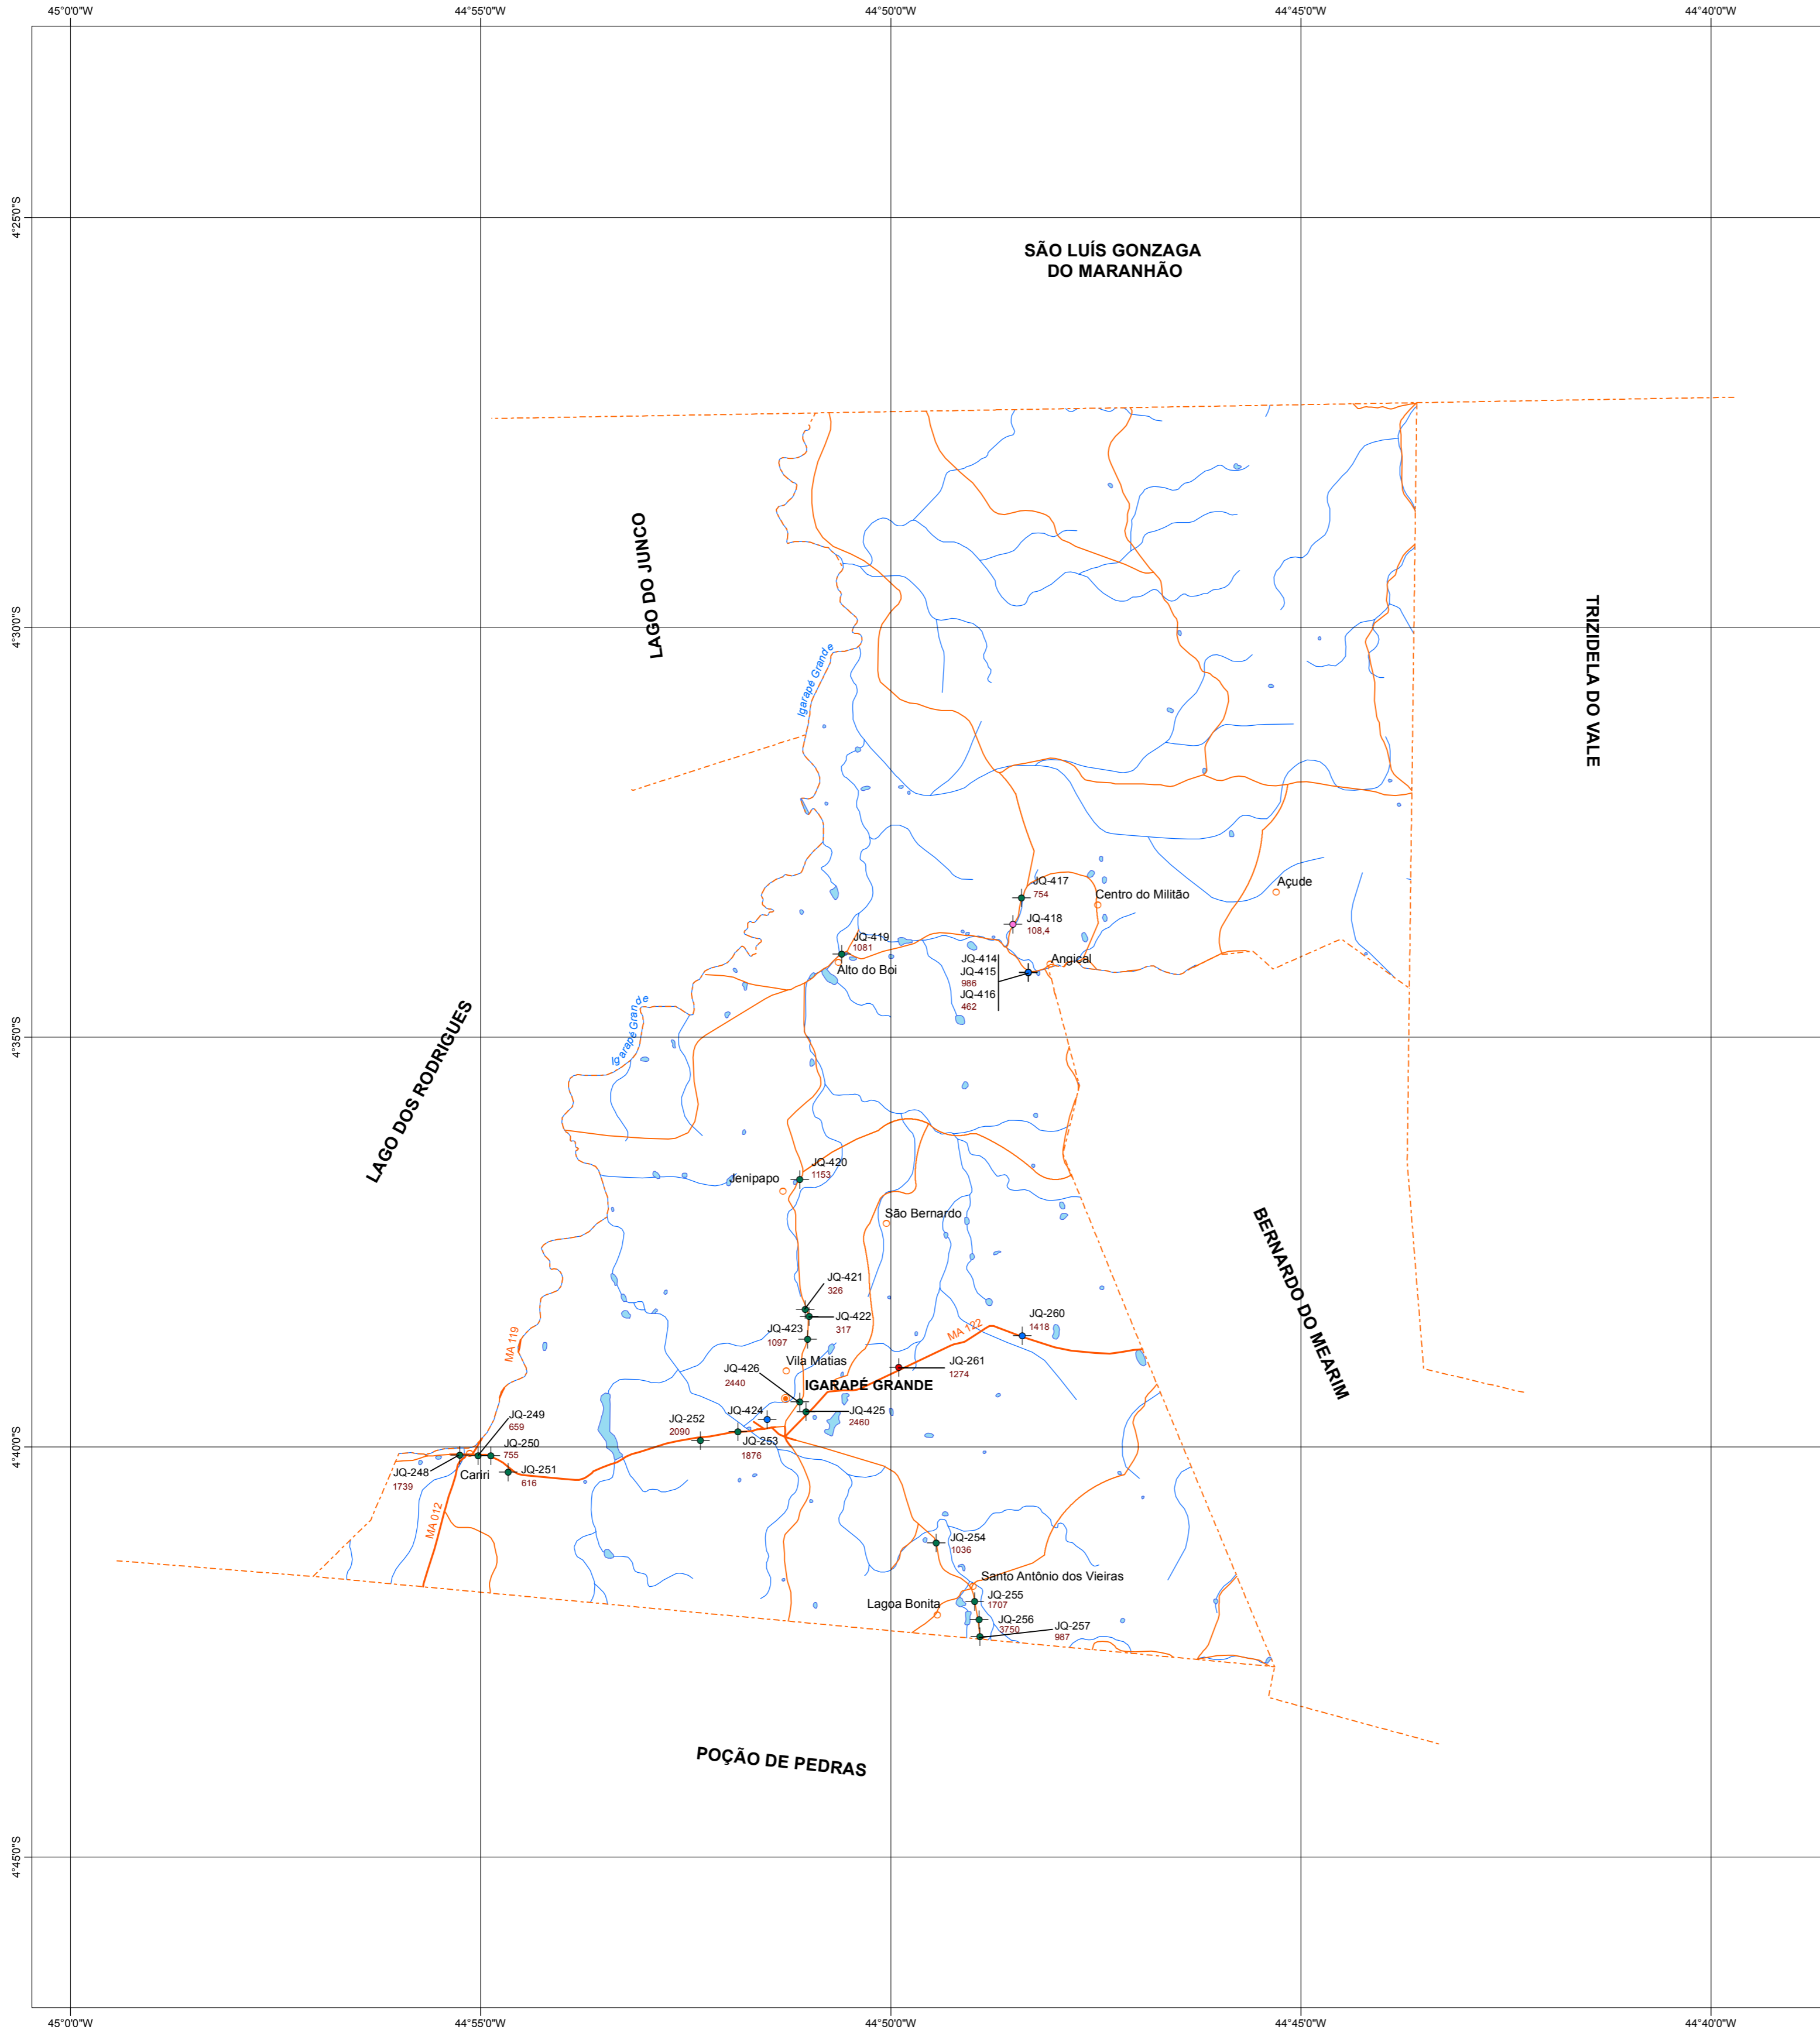 45°0'0"W
44°55'0"W
44°50'0"W
44°45'0"W
44°40'0"W
4°25'0"S
SÃO LUÍS GONZAGA
DO MARANHÃO
LAGO DO JUNCO
4°30'0"S
TRIZIDELA DO VALE
Igarapé Grande
JQ-417
754
Centro do Militão
Açude
JQ-418
108,4
JQ-419
1081
Alto do Boi
JQ-414
JQ-415
986
JQ-416
462
Angical
Igarapé Grande
4°35'0"S
LAGO DOS RODRIGUES
JQ-420
1153
Jenipapo
São Bernardo
BERNARDO DO MEARIM
JQ-421
326
JQ-422
317
JQ-423
1097
MA 122
JQ-260
1418
MA 119
Vila Matias
JQ-261
1274
JQ-426
2440
IGARAPÉ GRANDE
JQ-424
JQ-425
2460
JQ-252
2090
JQ-253
1876
JQ-249
659
JQ-250
755
JQ-248
1739
Cariri
JQ-251
616
4°40'0"S
MA 012
JQ-254
1036
Santo Antônio dos Vieiras
Lagoa Bonita
JQ-255
1707
JQ-256
3750
JQ-257
987
POÇÃO DE PEDRAS
4°45'0"S
45°0'0"W
44°55'0"W
44°50'0"W
44°45'0"W
44°40'0"W